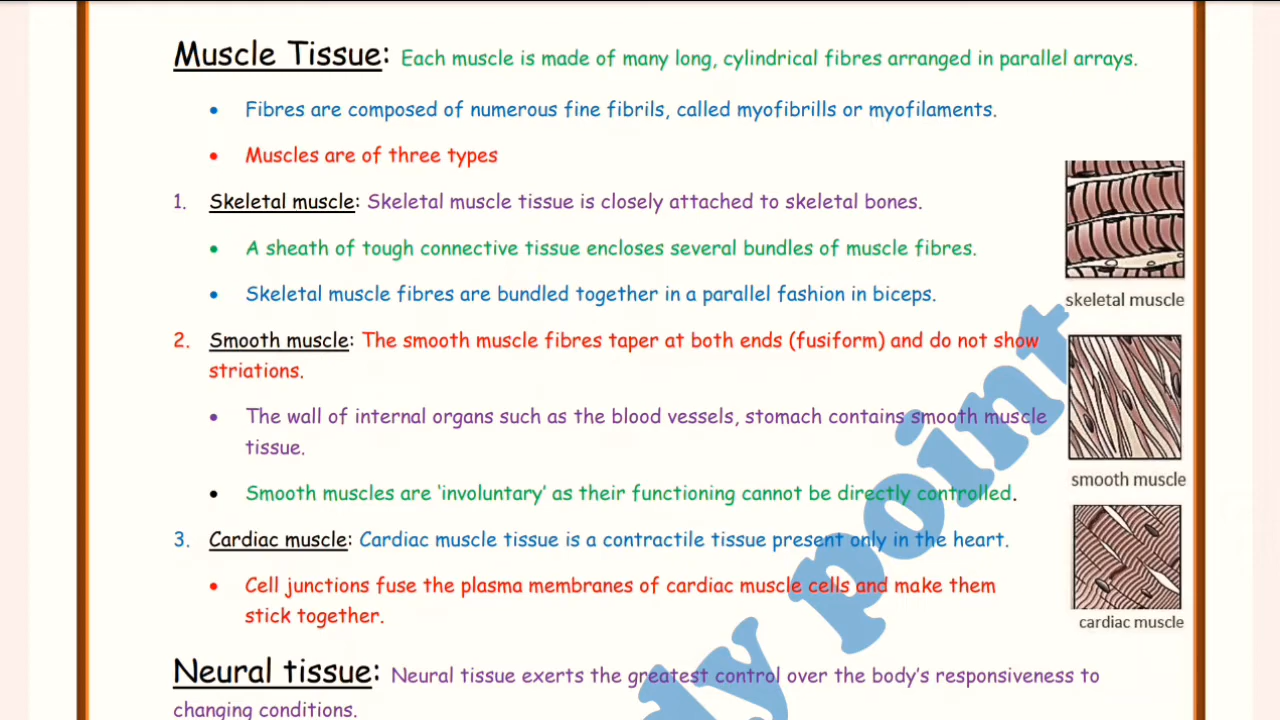 Muscle Tissue: Each muscle is made of many long, cylindrical fibres arranged in parallel arrays.
• Fibres are composed of numerous fine fibrils, called myofibrills or myofilaments.
• Muscles are of three types
1. Skeletal muscle: Skeletal muscle tissue is closely attached to skeletal bones.
• A sheath of tough connective tissue encloses several bundles of muscle fibres.
• Skeletal muscle fibres are bundled together in a parallel fashion in biceps.
skeletal muscle
2. Smooth muscle: The smooth muscle fibres taper at both ends (fusiform) and do not show
striations.
• The wall of internal organs such as the blood vessels, stomach contains smooth muscle
tissue.
smooth muscle
• Smooth muscles are ‘involuntary’ as their functioning cannot be directly controlled.
3. Cardiac muscle: Cardiac muscle tissue is a contractile tissue present only in the heart.
• Cell junctions fuse the plasma membranes of cardiac muscle cells and make them
stick together.
cardiac muscle
Neural tissue: Neural tissue exerts the greatest control over the body’s responsiveness to
changing conditions.
point